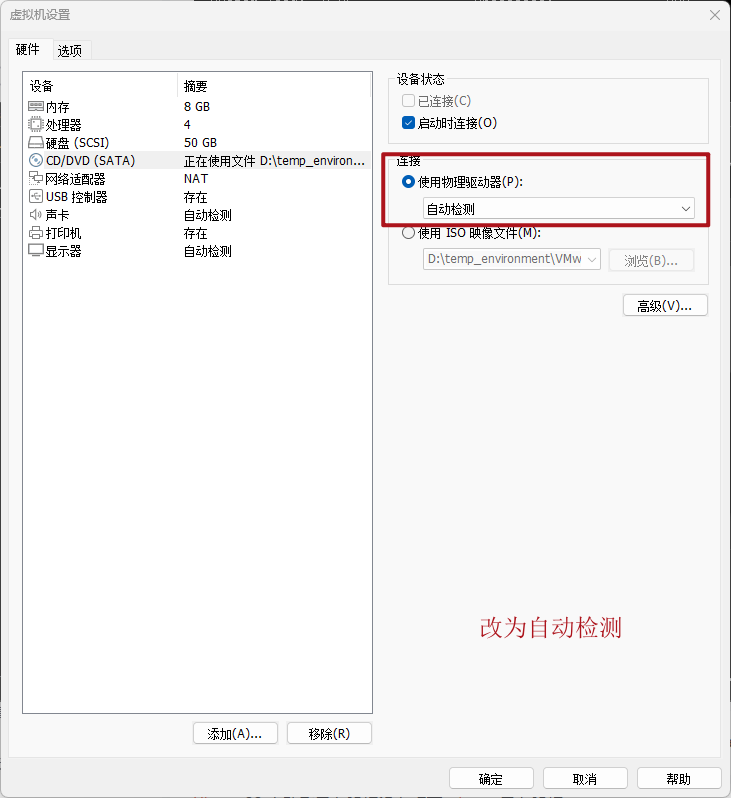 虚拟机设置
硬件 选项
设备 摘要
内存 8 GB
处理器 4
硬盘 (SCSI) 50 GB
CD/DVD (SATA) 正在使用文件 D:\temp_environ...
网络适配器 NAT
USB 控制器 存在
声卡 自动检测
打印机 存在
显示器 自动检测
添加(A)... 移除(R)
设备状态
已连接(C)
启动时连接(O)
连接
使用物理驱动器(P):
自动检测
使用 ISO 映像文件(M):
D:\temp_environment\VMw 浏览(B)...
高级(V)...
改为自动检测
确定 取消 帮助